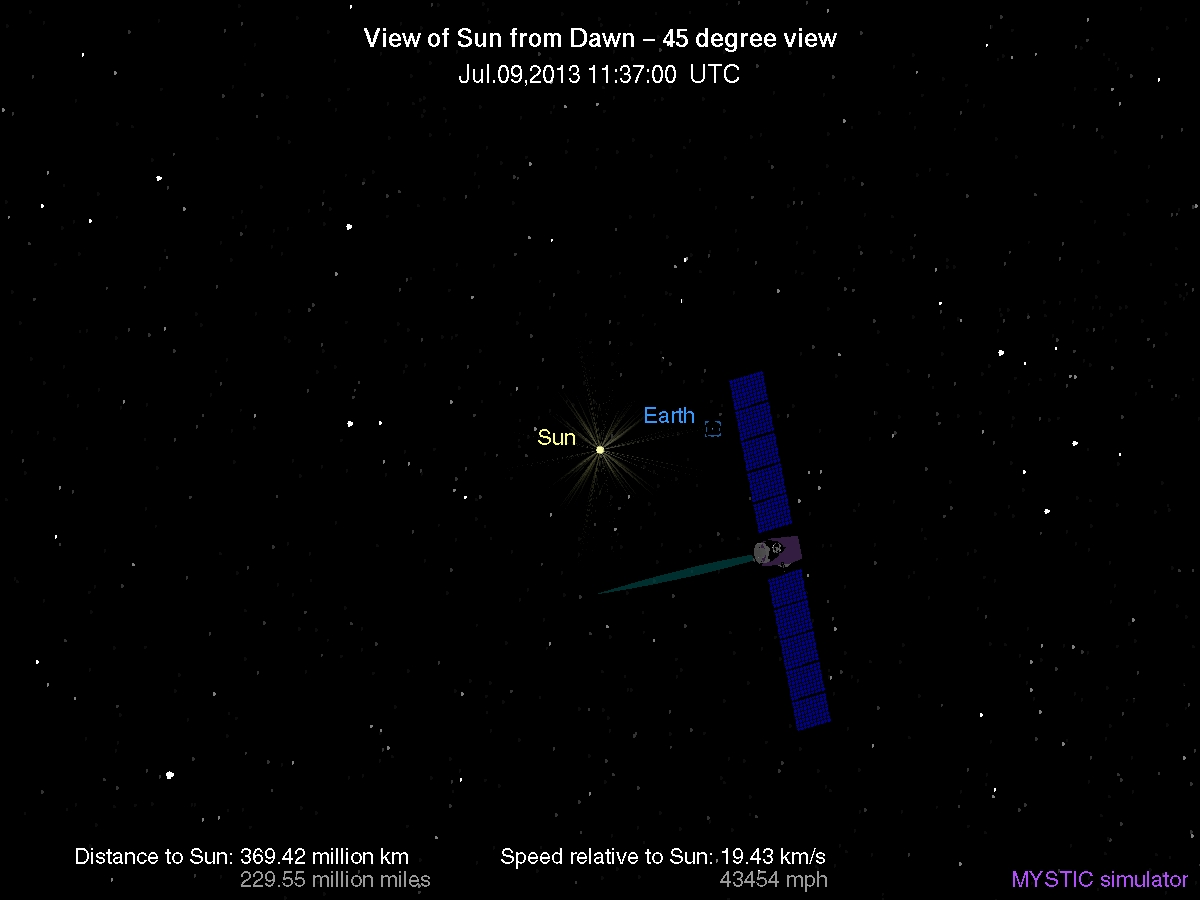 View of Sun from Dawn – 45 degree view
Jul.09,2013 11:37:00 UTC
Earth
Sun
Distance to Sun: 369.42 million km
229.55 million miles
Speed relative to Sun: 19.43 km/s
43454 mph
MYSTIC simulator